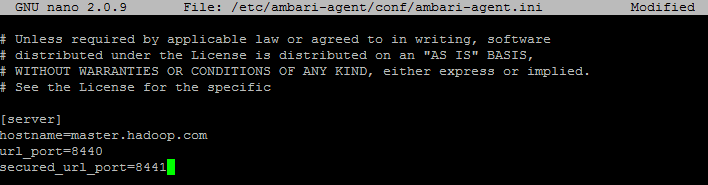 GNU nano 2.0.9 File: /etc/ambari-agent/conf/ambari-agent.ini Modified
# Unless required by applicable law or agreed to in writing, software
# distributed under the License is distributed on an "AS IS" BASIS,
# WITHOUT WARRANTIES OR CONDITIONS OF ANY KIND, either express or implied.
# See the License for the specific
[server]
hostname=master.hadoop.com
url_port=8440
secured_url_port=8441